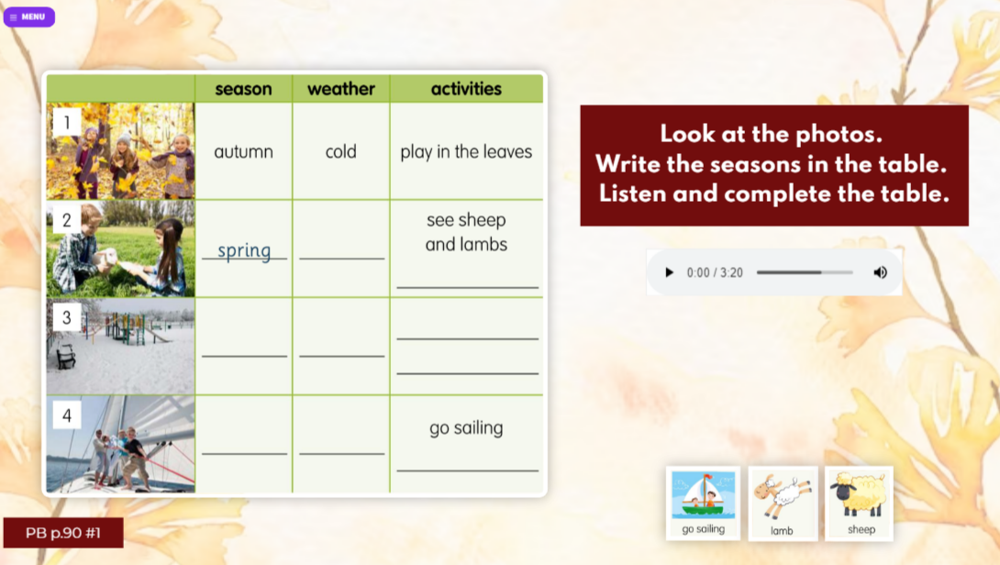 MENU
season weather activities
1
autumn cold play in the leaves
2
spring
see sheep
and lambs
3
4
go sailing
Look at the photos.
Write the seasons in the table.
Listen and complete the table.
0:00 / 3:20
go sailing
lamb
sheep
PB p.90 #1